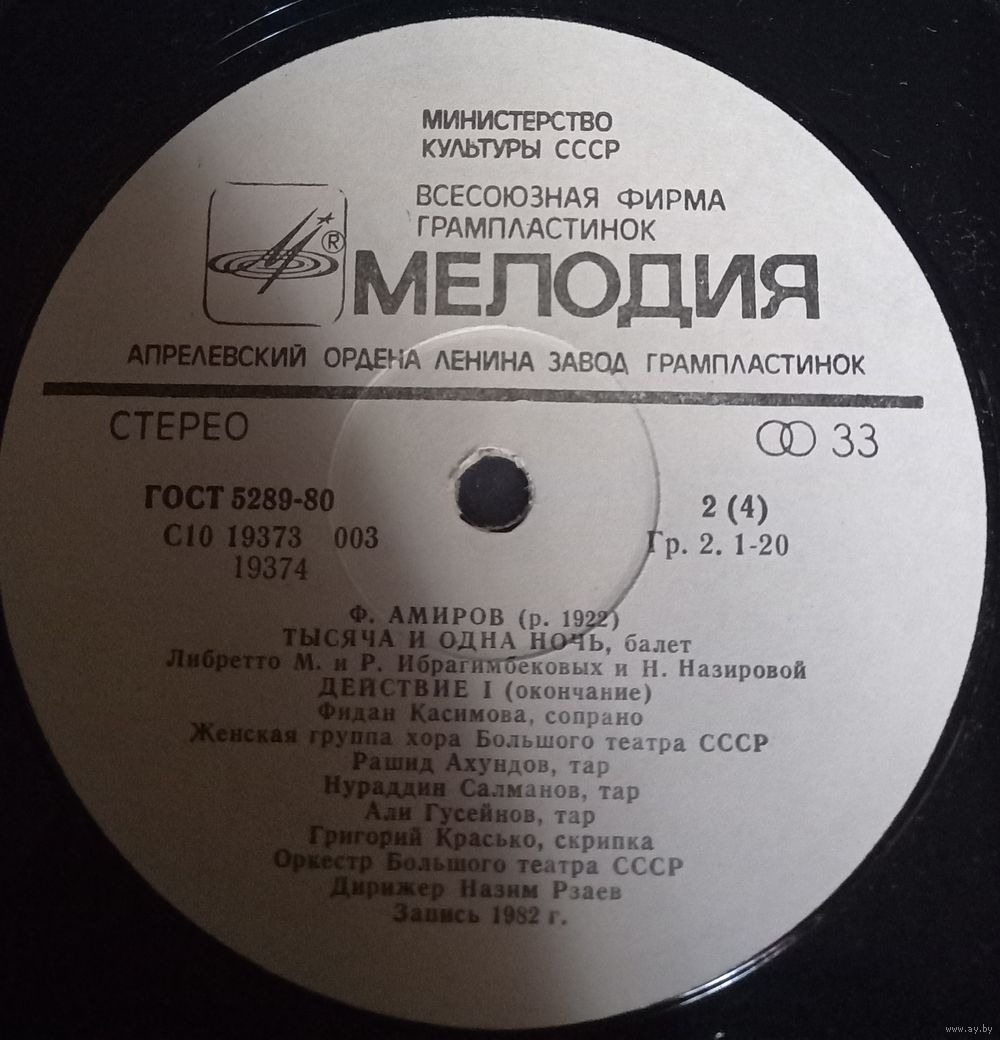 МИНИСТЕРСТВО
КУЛЬТУРЫ СССР
ВСЕСОЮЗНАЯ ФИРМА
ГРАМПЛАСТИНОК
®
МЕЛОДИЯ
АПРЕЛЕВСКИЙ ОРДЕНА ЛЕНИНА ЗАВОД ГРАМПЛАСТИНОК
СТЕРЕО
33
ГОСТ 5289-80
2 (4)
С10 19373 003
Гр. 2. 1-20
19374
Ф. АМИРОВ (р. 1922)
ТЫСЯЧА И ОДНА НОЧЬ, балет
Либретто М. и Р. Ибрагимбековых и Н. Назировой
ДЕЙСТВИЕ I (окончание)
Фидан Касимова, сопрано
Женская группа хора Большого театра СССР
Рашид Ахундов, тар
Нураддин Салманов, тар
Али Гусейнов, тар
Григорий Красько, скрипка
Оркестр Большого театра СССР
Дирижер Назим Рзаев
Запись 1982 г.
www.ay.by